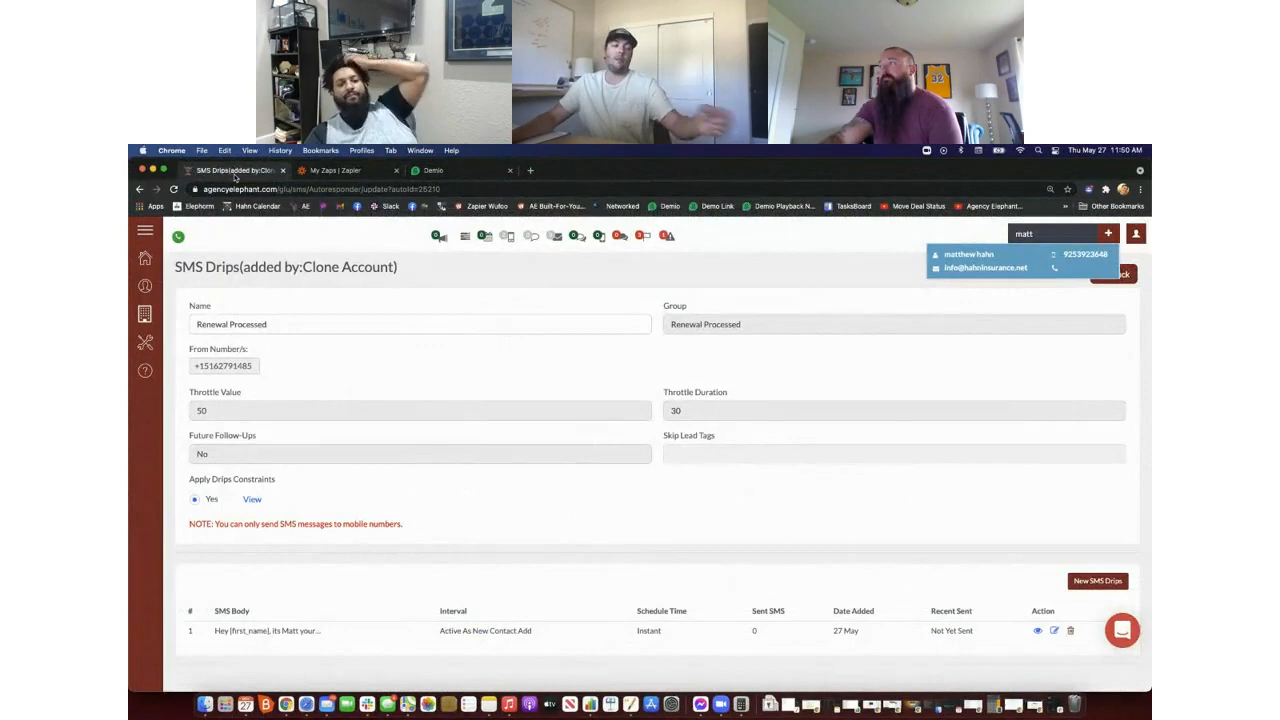 2
32
Chrome File Edit View History Bookmarks Profiles Tab Window Help Thu May 27 11:50 AM
SMS Drips(added by:Clon My Zaps | Zapier Demio
agencyelephant.com/glu/sms/Autoresponder/update?autoId=25210
Apps Elephorm Hahn Calendar AE Slack Zapier Wufoo AE Built-For-You... Networked Demio Demo Link Demio Playback N... TasksBoard Move Deal Status Agency Elephant... Other Bookmarks
matt
matthew hahn 9253923648
info@hahninsurance.net
SMS Drips(added by:Clone Account)
Name Group
Renewal Processed Renewal Processed
From Number/s:
+15162791485
Throttle Value Throttle Duration
50 30
Future Follow-Ups Skip Lead Tags
No
Apply Drips Constraints
Yes View
NOTE: You can only send SMS messages to mobile numbers.
New SMS Drips
# SMS Body Interval Schedule Time Sent SMS Date Added Recent Sent Action
1 Hey {first_name}, its Matt your... Active As New Contact Add Instant 0 27 May Not Yet Sent